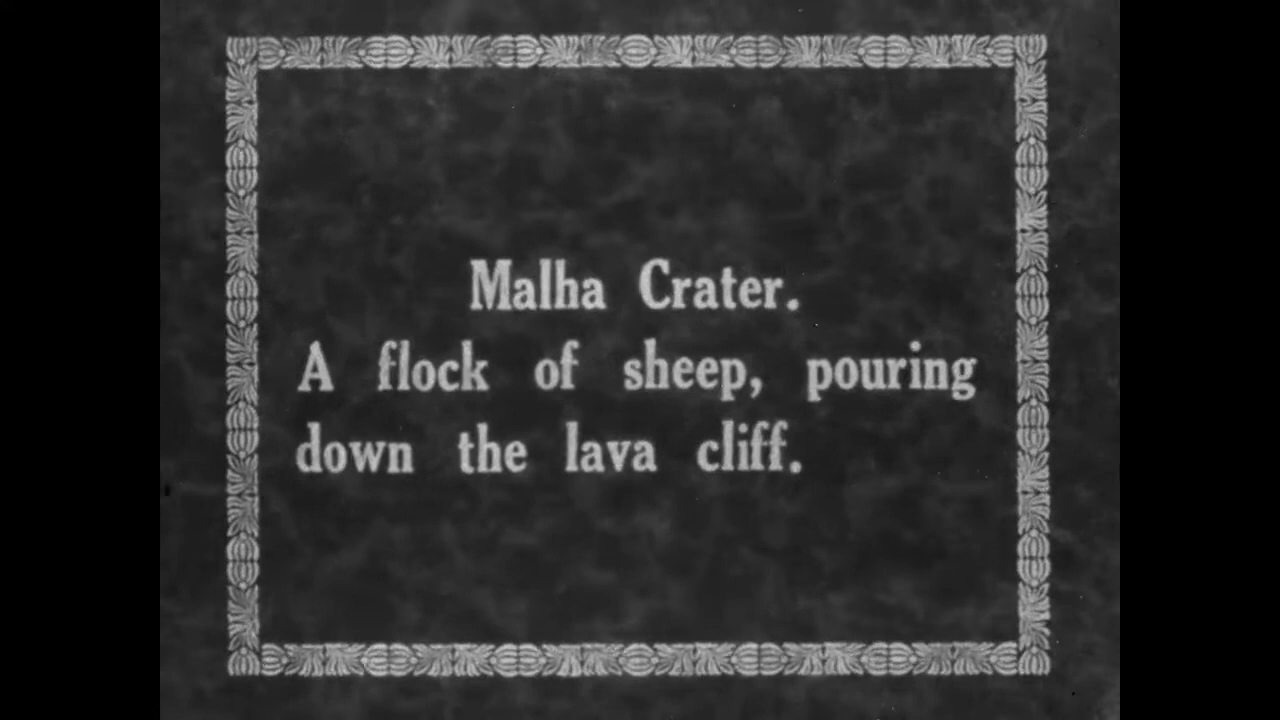 Malha Crater.
A flock of sheep, pouring
down the lava cliff.